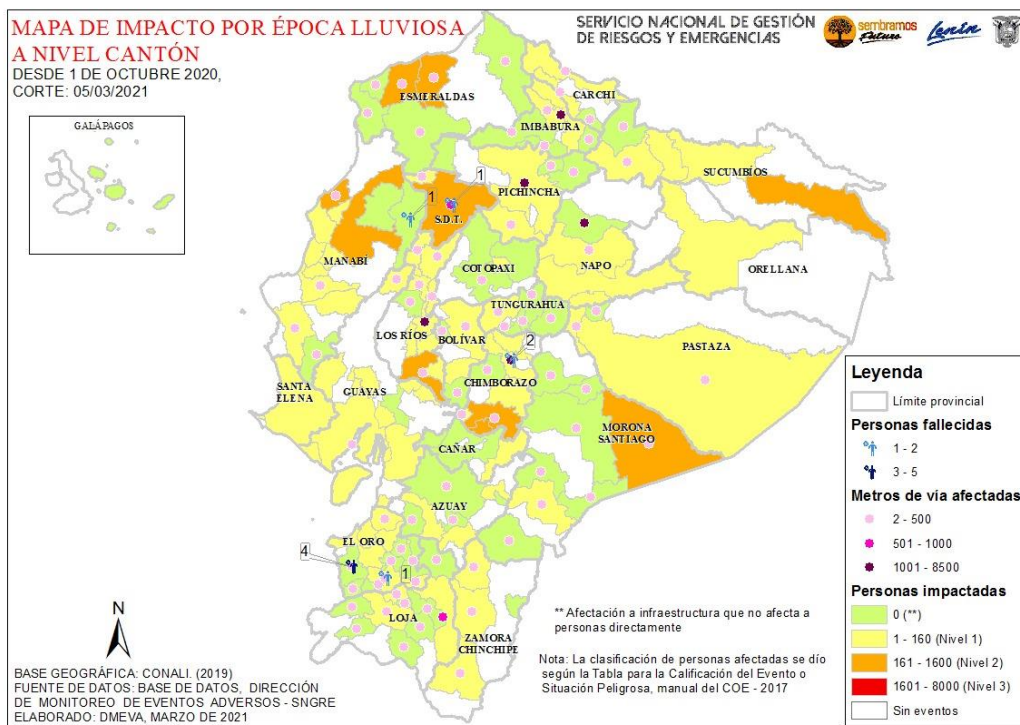 MAPA DE IMPACTO POR ÉPOCA LLUVIOSA
A NIVEL CANTÓN
DESDE 1 DE OCTUBRE 2020,
CORTE: 05/03/2021
SERVICIO NACIONAL DE GESTIÓN
DE RIESGOS Y EMERGENCIAS
sembramos
Futuro
Lenín
GALÁPAGOS
ESMERALDAS
CARCHI
IMBABURA
SUCUMBÍOS
PICHINCHA
1
1
S.D.T.
MANABÍ
COTOPAXI
NAPO
ORELLANA
TUNGURAHUA
LOS RÍOS
BOLÍVAR
2
PASTAZA
CHIMBORAZO
SANTA
ELENA
GUAYAS
MORONA
SANTIAGO
CAÑAR
AZUAY
EL ORO
4
1
LOJA
ZAMORA
CHINCHIPE
Leyenda
Límite provincial
Personas fallecidas
1 - 2
3 - 5
Metros de vía afectadas
2 - 500
501 - 1000
1001 - 8500
Personas impactadas
0 (**)
1 - 160 (Nivel 1)
161 - 1600 (Nivel 2)
1601 - 8000 (Nivel 3)
Sin eventos
** Afectación a infraestructura que no afecta a
personas directamente
Nota: La clasificación de personas afectadas se dío
según la Tabla para la Calificación del Evento o
Situación Peligrosa, manual del COE - 2017
N
BASE GEOGRÁFICA: CONALI. (2019)
FUENTE DE DATOS: BASE DE DATOS, DIRECCIÓN
DE MONITOREO DE EVENTOS ADVERSOS - SNGRE
ELABORADO: DMEVA, MARZO DE 2021